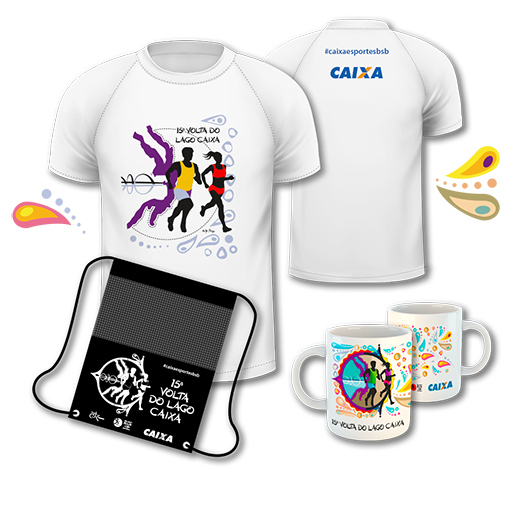 #caixaesportesbsb
CAIXA
15ª VOLTA DO
LAGO CAIXA
#caixaesportesbsb
15ª
VOLTA
DO LAGO
CAIXA
CAIXA
15ª VOLTA DO LAGO CAIXA
CAIXA